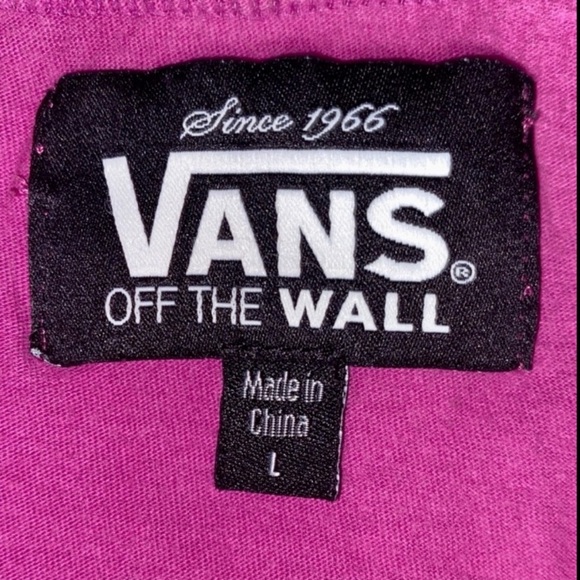 Since 1966
VANS®
OFF THE WALL
Made in
China
L